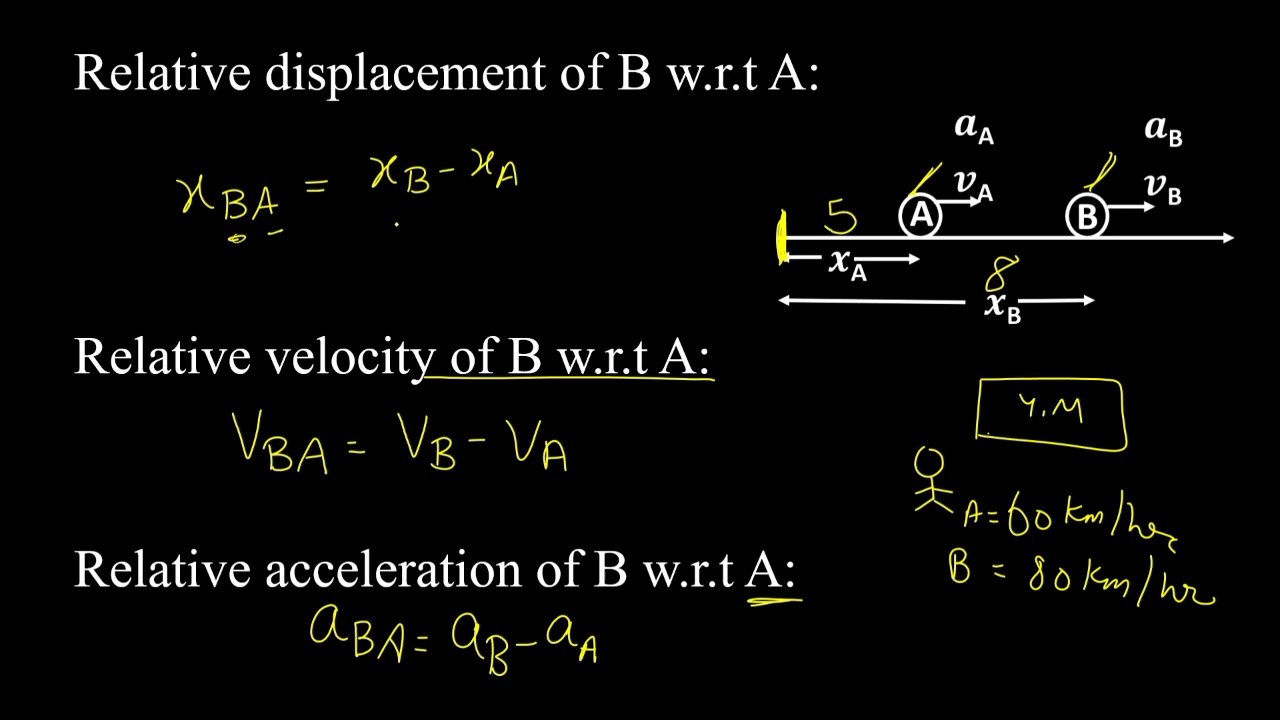 Relative displacement of B w.r.t A:
x_BA = x_B - x_A
a_A
a_B
v_A
v_B
5
A
B
x_A
8
x_B
Relative velocity of B w.r.t A:
V_BA = V_B - V_A
Y.M
A = 60 km/hr
B = 80 km/hr
Relative acceleration of B w.r.t A:
a_BA = a_B - a_A